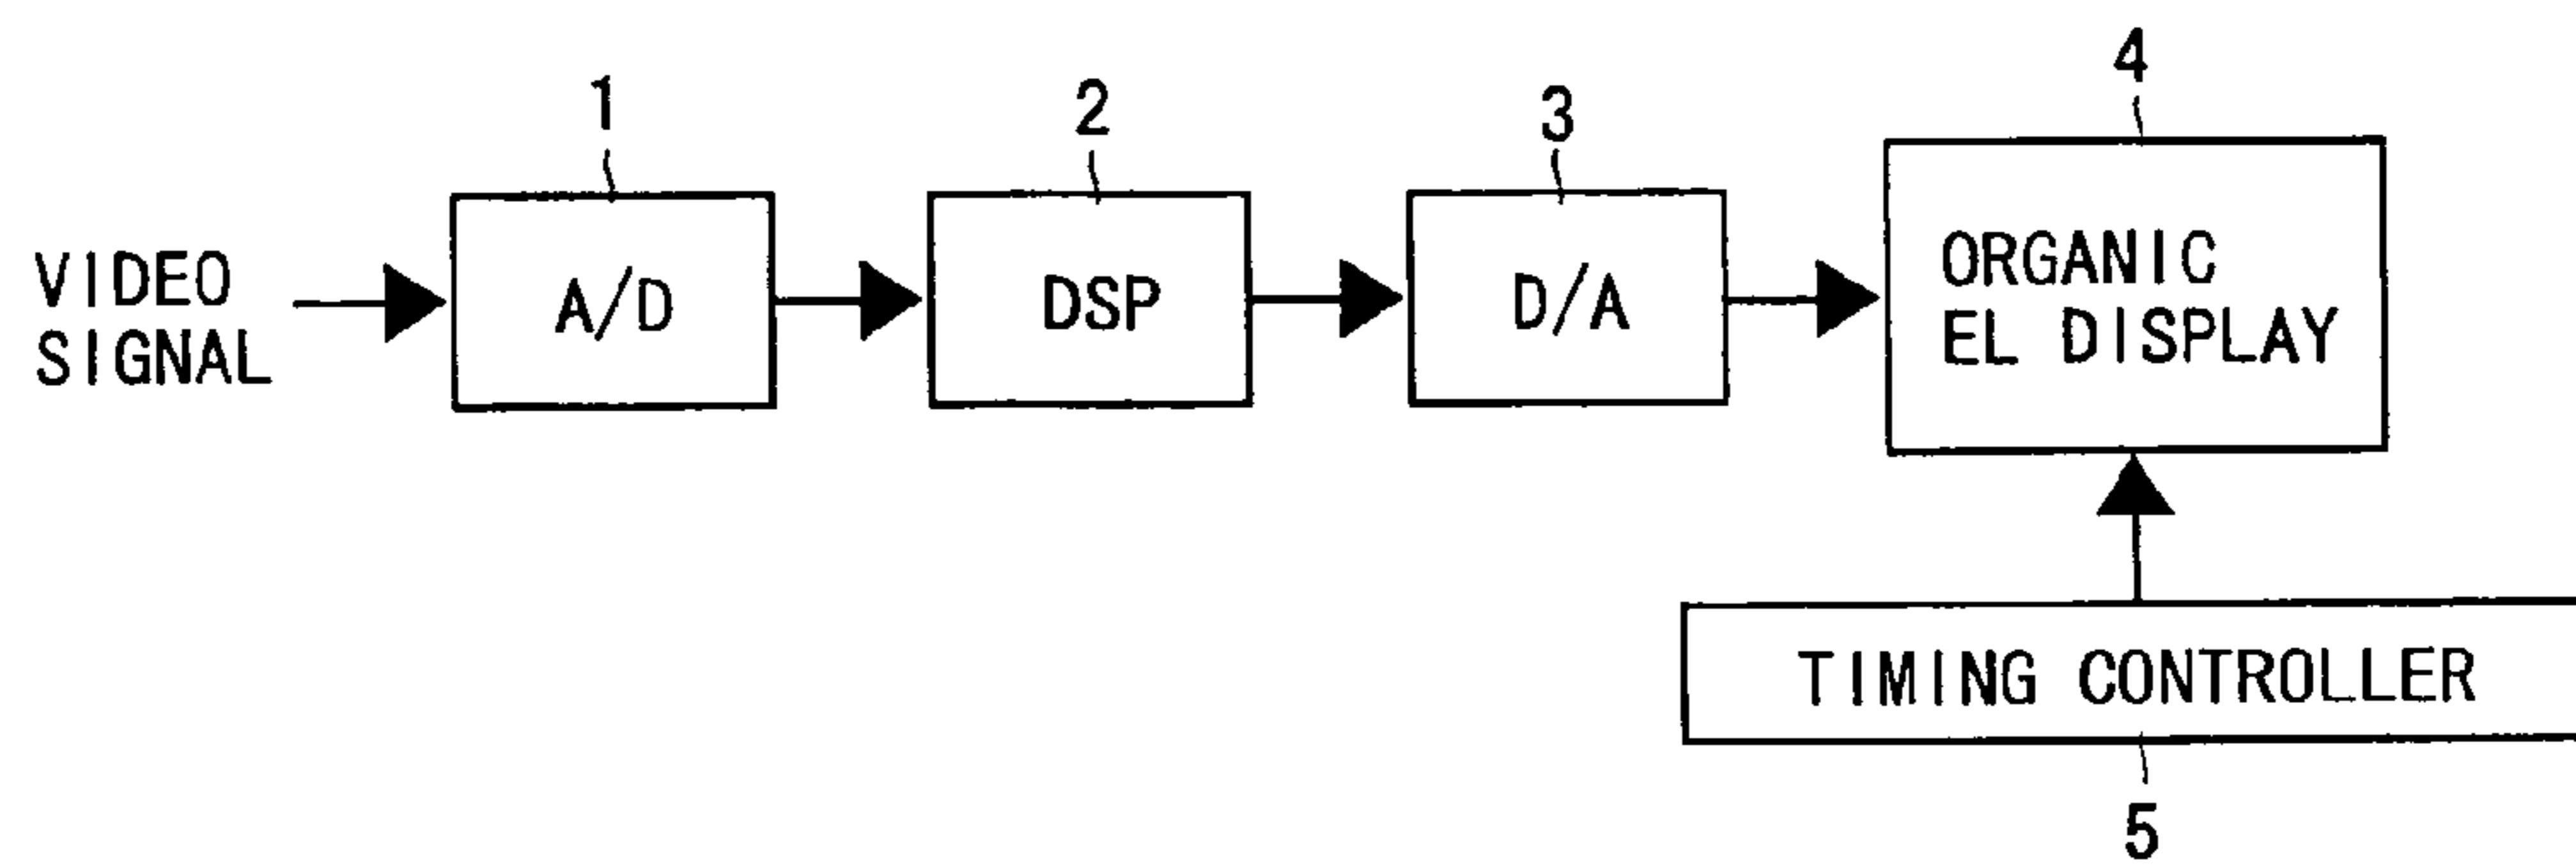 1
2
3
4
VIDEO
SIGNAL
A/D
DSP
D/A
ORGANIC
EL DISPLAY
TIMING CONTROLLER
5